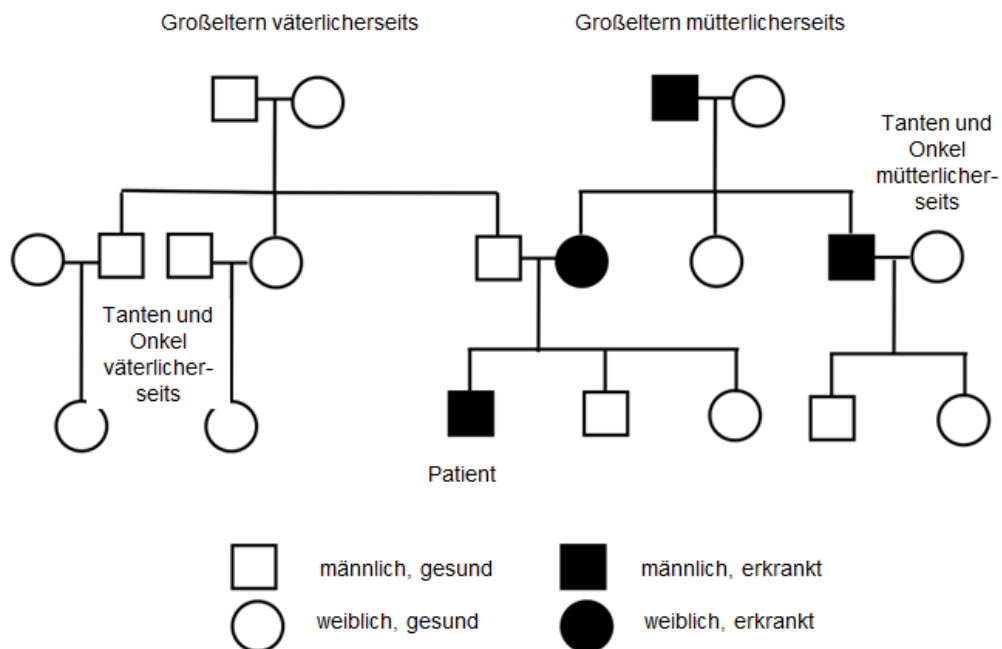 Großeltern väterlicherseits
Großeltern mütterlicherseits
Tanten und
Onkel
mütterlicher-
seits
Tanten und
Onkel
väterlicher-
seits
Patient
männlich, gesund
männlich, erkrankt
weiblich, gesund
weiblich, erkrankt